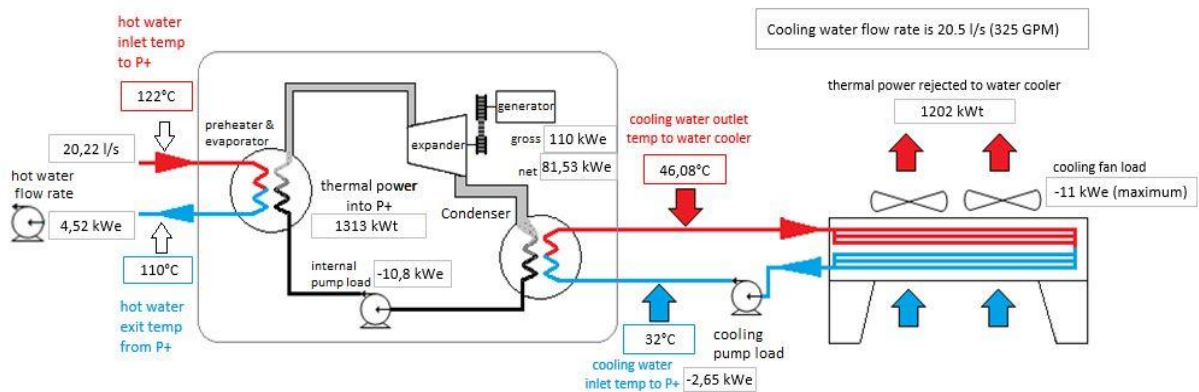 hot water
inlet temp
to P+
122°C
20,22 l/s
hot water
flow rate
4,52 kWe
110°C
hot water
exit temp
from P+
preheater &
evaporator
thermal power
into P+
1313 kWt
internal
pump load
-10,8 kWe
generator
expander
gross
110 kWe
net
81,53 kWe
Condenser
cooling water outlet
temp to water cooler
46,08°C
32°C
cooling water
inlet temp to P+
-2,65 kWe
cooling
pump load
Cooling water flow rate is 20.5 l/s (325 GPM)
thermal power rejected to water cooler
1202 kWt
cooling fan load
-11 kWe (maximum)